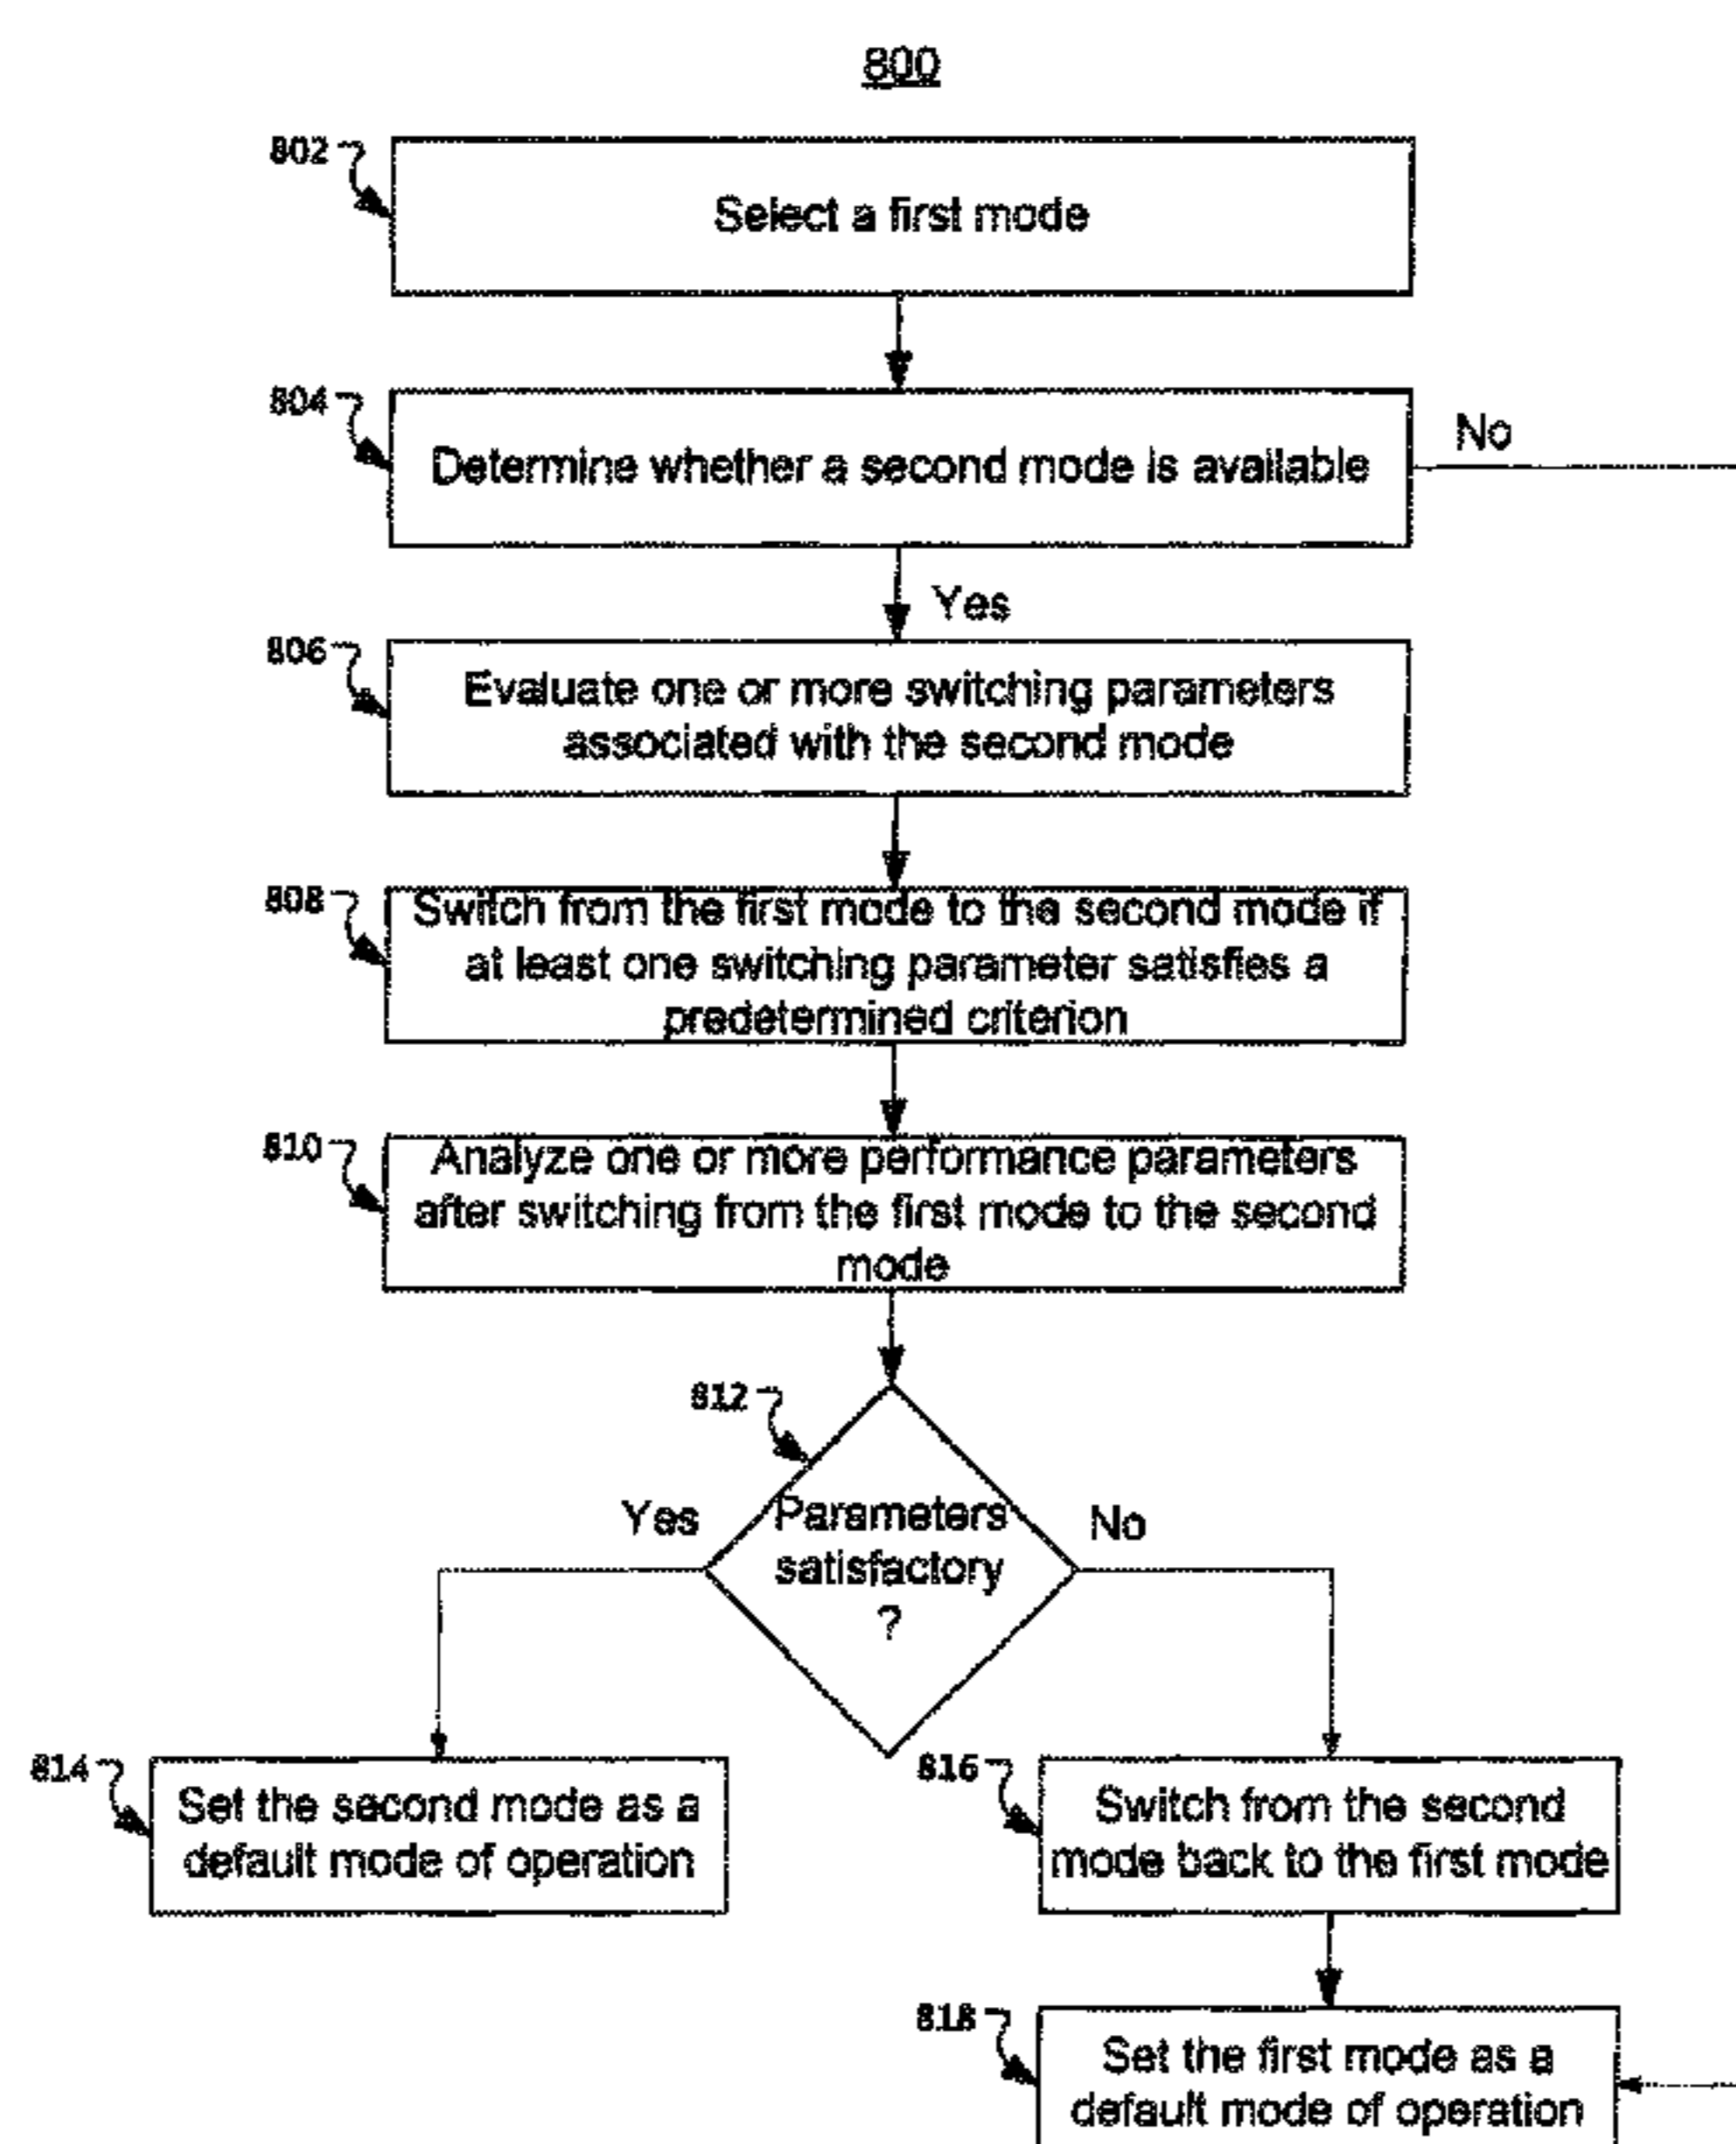 800
802
Select a first mode
804
Determine whether a second mode is available
No
Yes
806
Evaluate one or more switching parameters
associated with the second mode
808
Switch from the first mode to the second mode if
at least one switching parameter satisfies a
predetermined criterion
810
Analyze one or more performance parameters
after switching from the first mode to the second
mode
812
Yes
Parameters
satisfactory
?
No
814
Set the second mode as a
default mode of operation
816
Switch from the second
mode back to the first mode
818
Set the first mode as a
default mode of operation